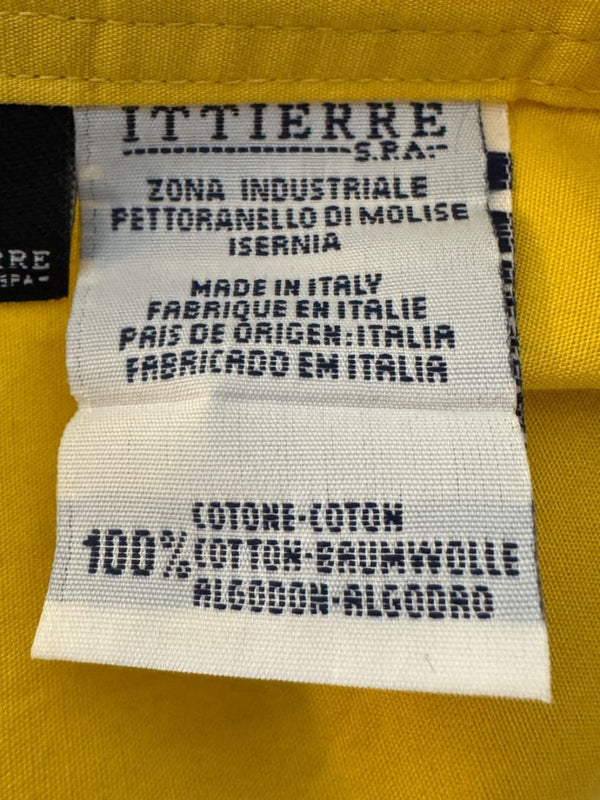 ITTIERRE
S.P.A.
ZONA INDUSTRIALE
PETTORANELLO DI MOLISE
ISERNIA
MADE IN ITALY
FABRIQUE EN ITALIE
PAIS DE ORIGEN: ITALIA
FABRICADO EM ITALIA
COTONE-COTON
100% COTTON-BAUMWOLLE
ALGODON-ALGODAO